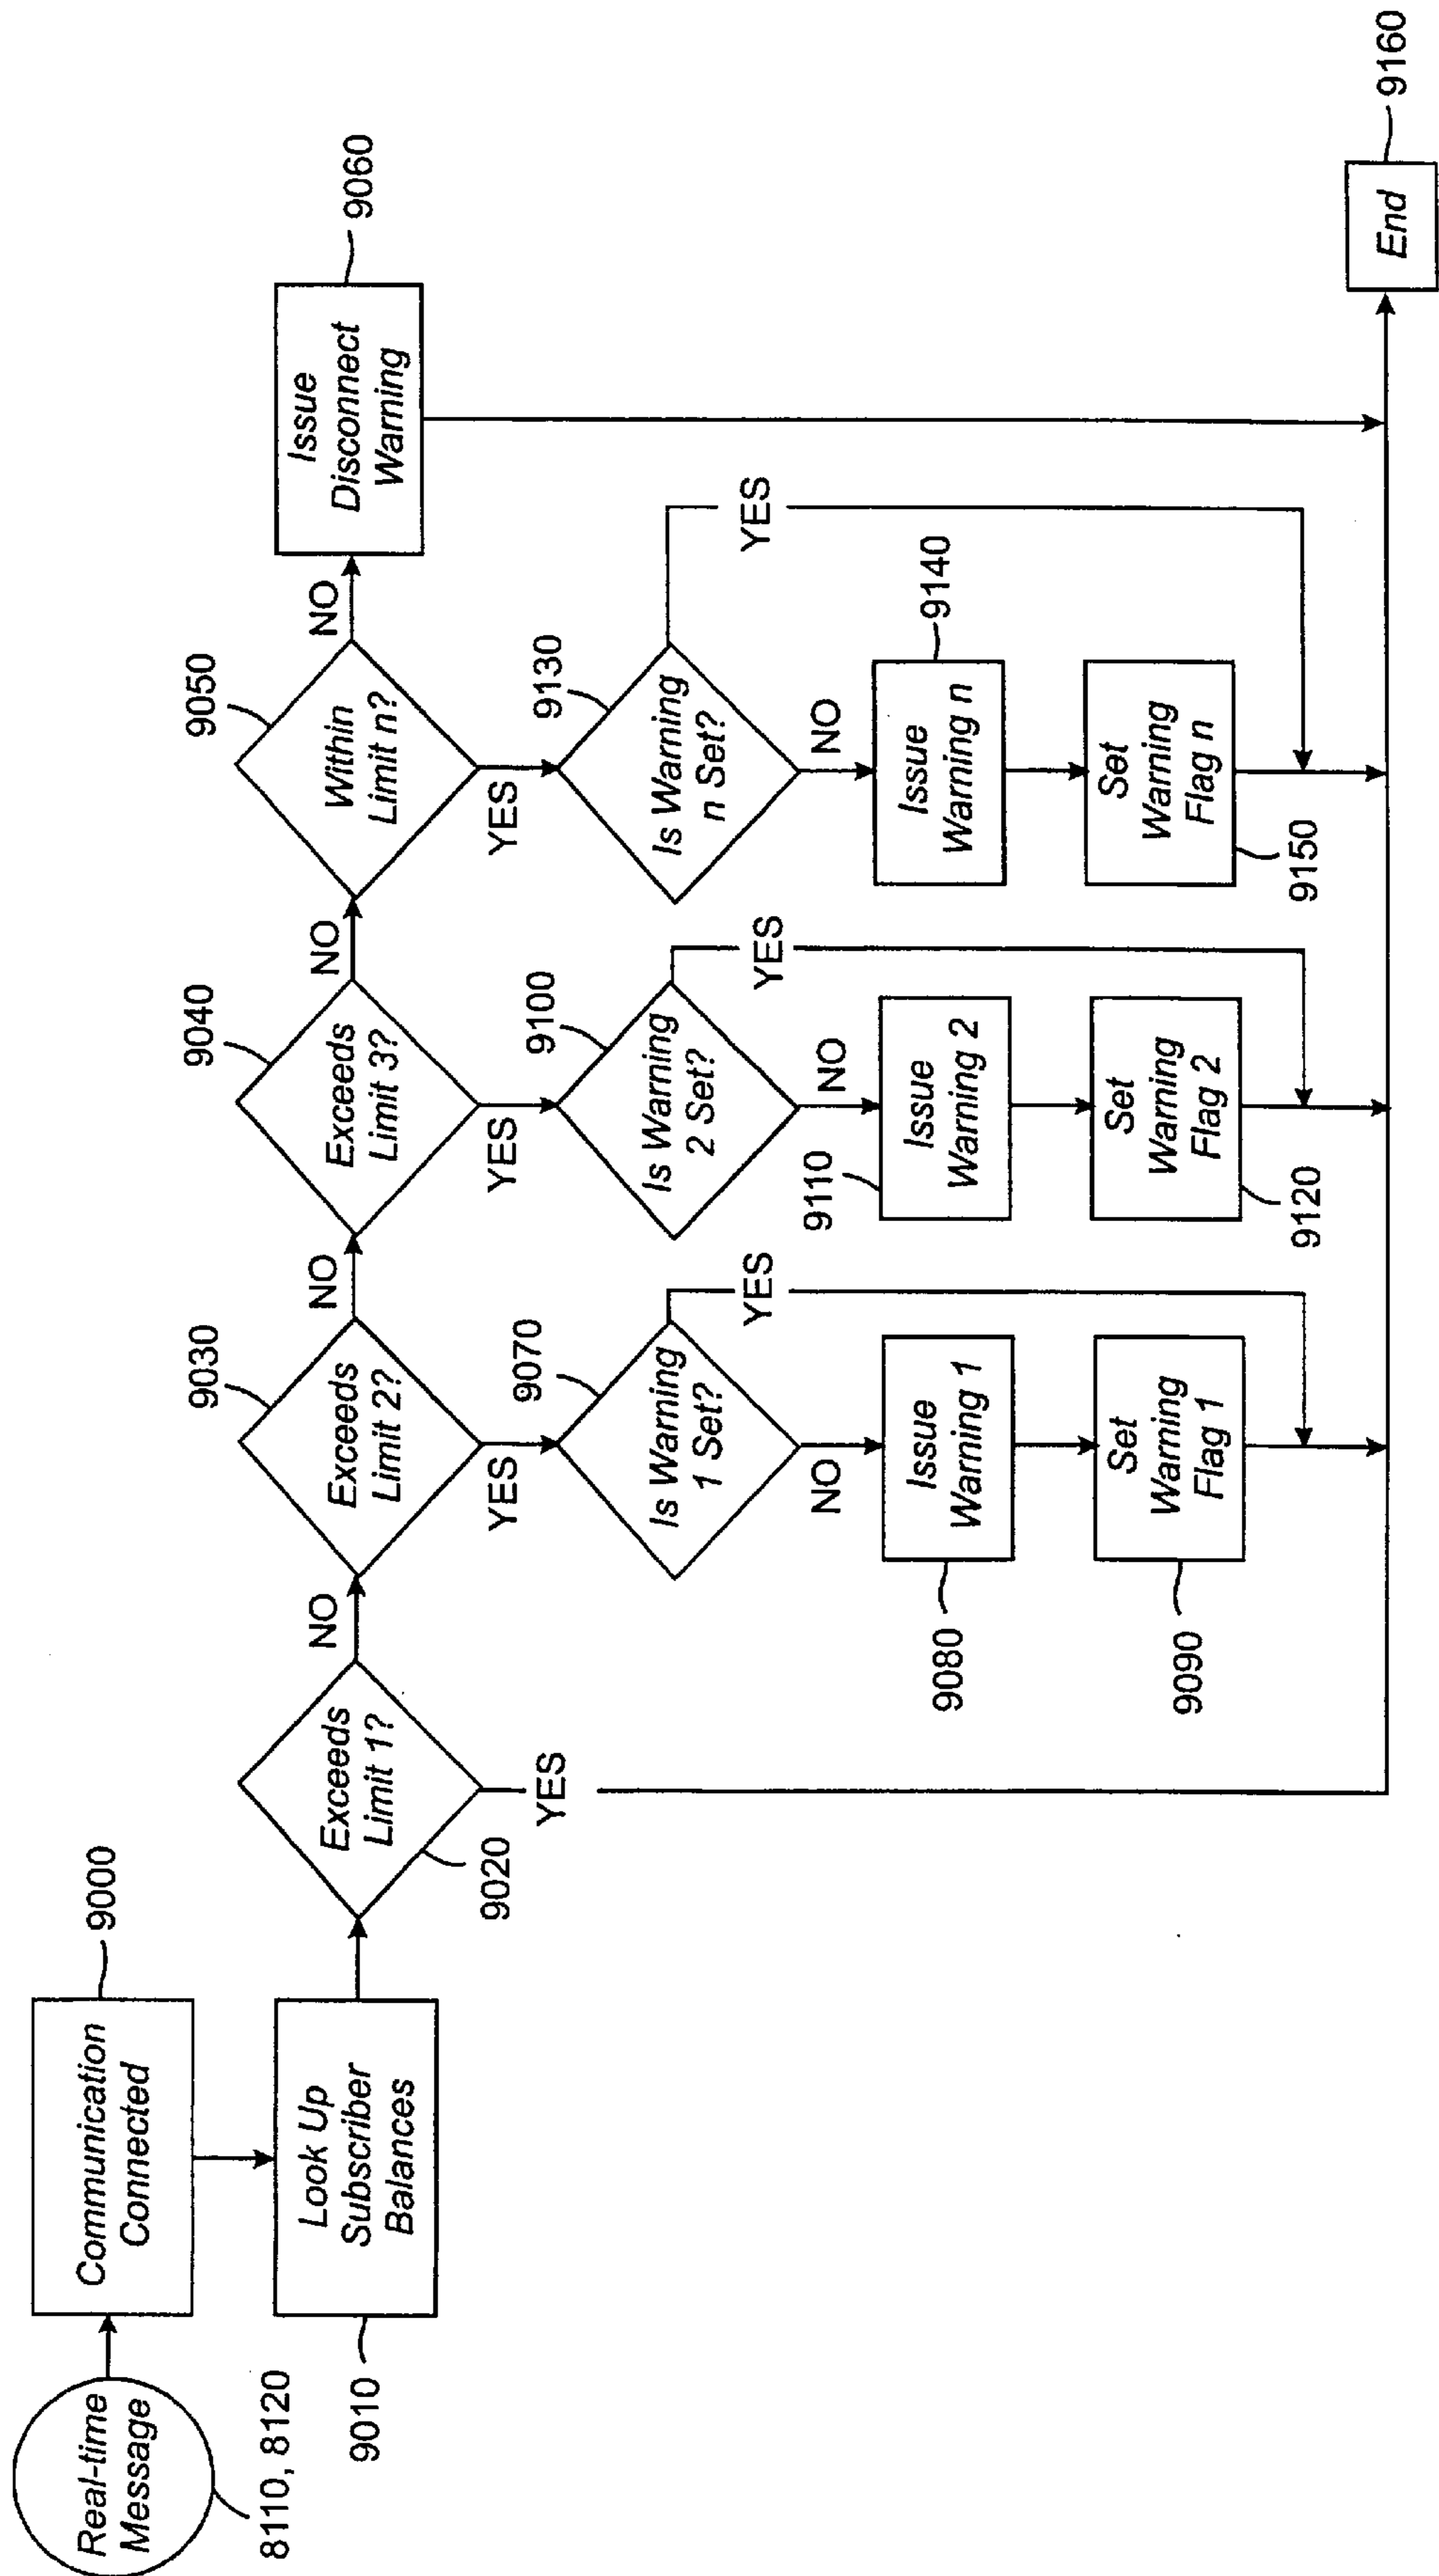 Real-time
Message
8110, 8120
Communication
Connected
9000
Look Up
Subscriber
Balances
9010
Exceeds
Limit 1?
9020
YES
NO
Exceeds
Limit 2?
9030
YES
NO
Exceeds
Limit 3?
9040
YES
NO
Within
Limit n?
9050
YES
NO
Issue
Disconnect
Warning
9060
Is Warning
1 Set?
9070
YES
NO
Issue
Warning 1
9080
Set
Warning
Flag 1
9090
Is Warning
2 Set?
9100
YES
NO
Issue
Warning 2
9110
Set
Warning
Flag 2
9120
Is Warning
n Set?
9130
YES
NO
Issue
Warning n
9140
Set
Warning
Flag n
9150
End
9160